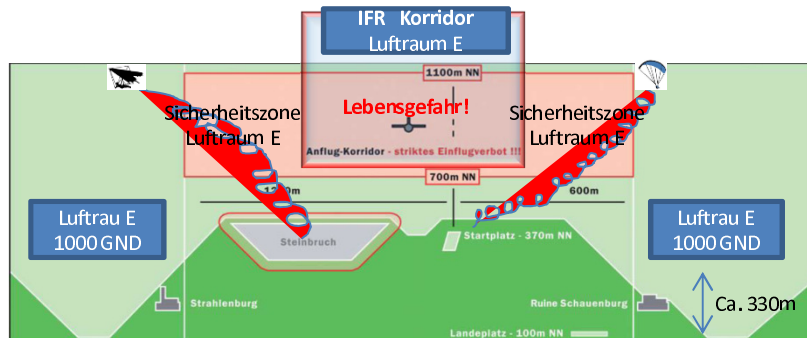 IFR Korridor
Luftraum E
1100m NN
Lebensgefahr!
Sicherheitszone
Luftraum E
Sicherheitszone
Luftraum E
Anflug-Korridor - striktes Einflugverbot !!!
700m NN
600m
Luftrau E
1000 GND
Luftrau E
1000 GND
Steinbruch
Startplatz - 370m NN
Strahlenburg
Ruine Schauenburg
Ca. 330m
Landeplatz - 100m NN